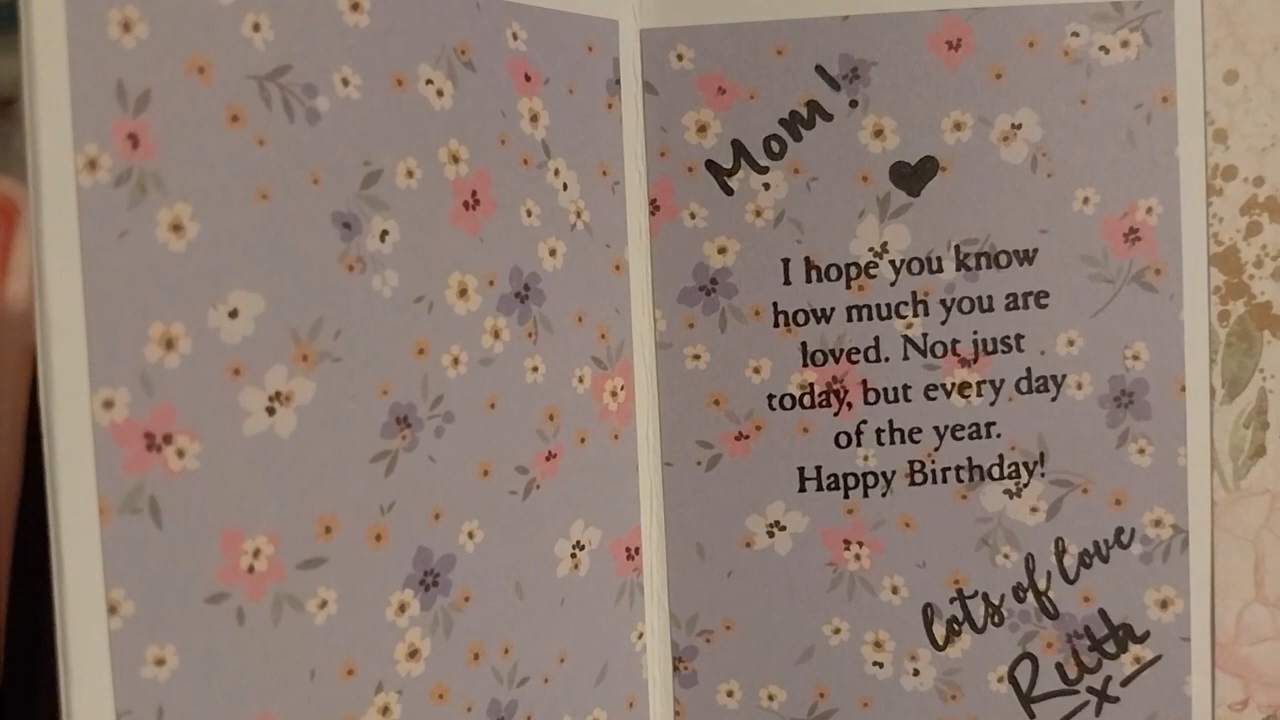 Mom!
I hope you know
how much you are
loved. Not just
today, but every day
of the year.
Happy Birthday!
lots of love
Ruth
x